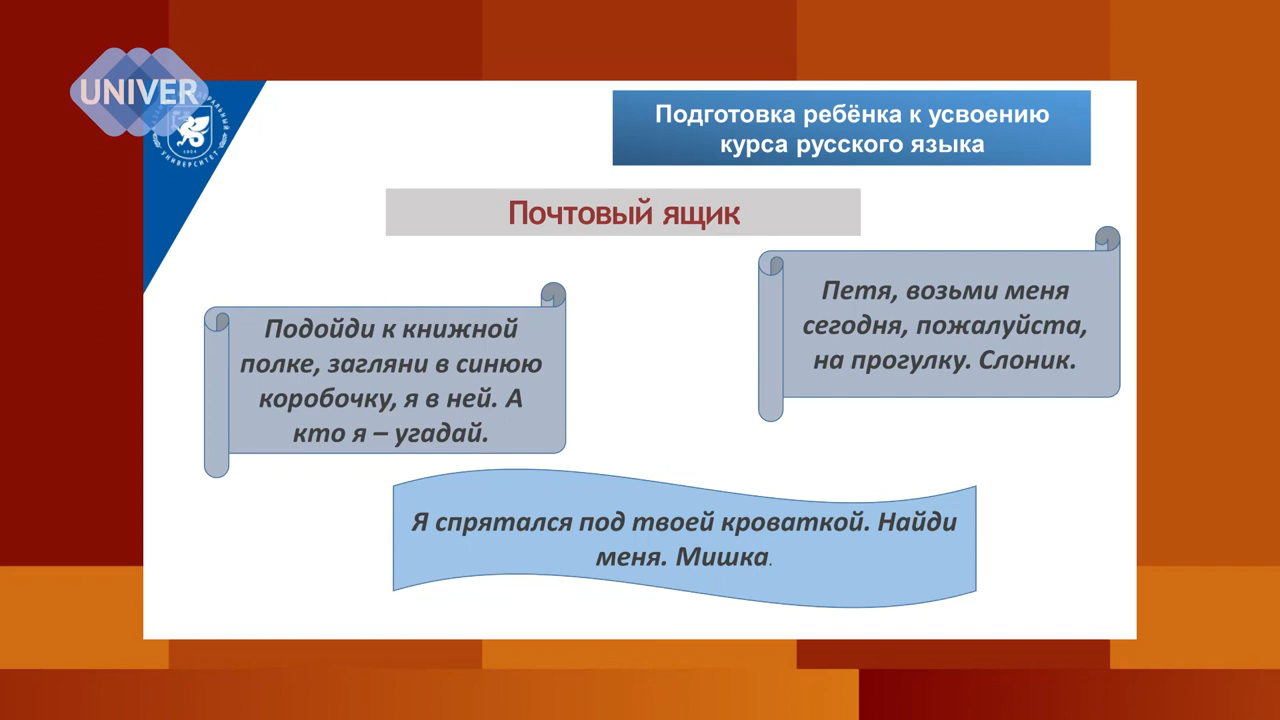 UNIVER
УНИВЕРСИТЕТ
Подготовка ребёнка к усвоению
курса русского языка
Почтовый ящик
Подойди к книжной
полке, загляни в синюю
коробочку, я в ней. А
кто я – угадай.
Петя, возьми меня
сегодня, пожалуйста,
на прогулку. Слоник.
Я спрятался под твоей кроваткой. Найди
меня. Мишка.